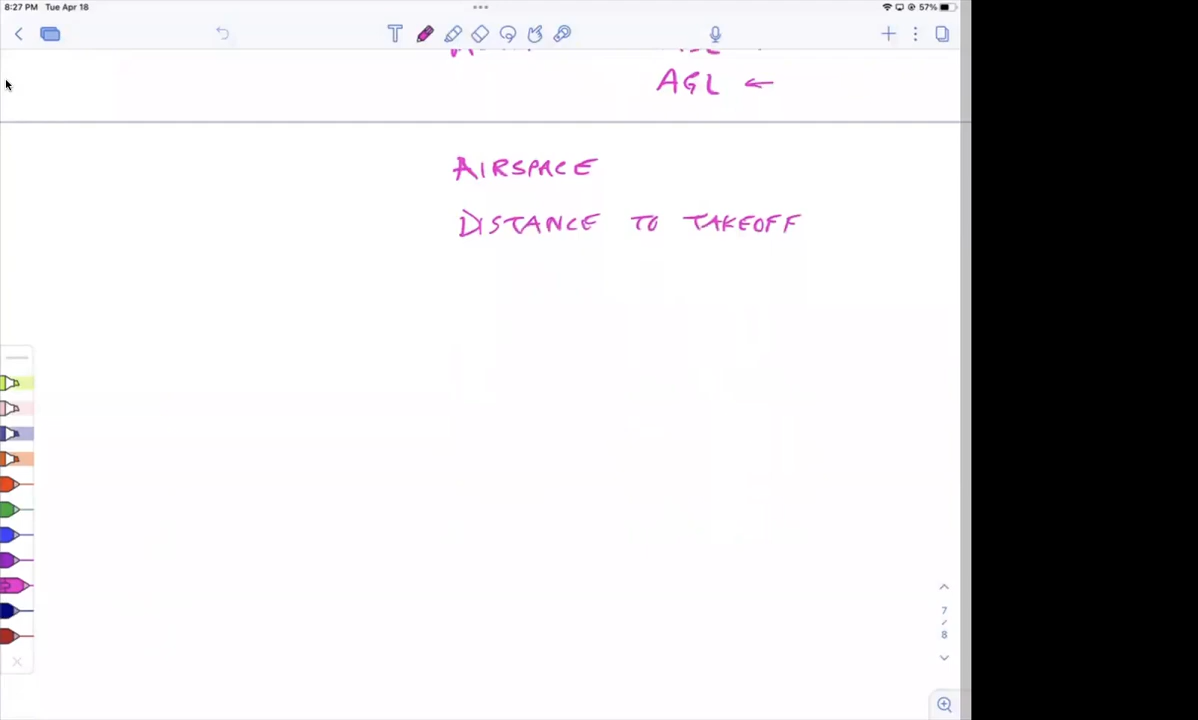 8:27 PM Tue Apr 18
57%
AGL ←
AIRSPACE
DISTANCE TO TAKEOFF
7
/
8